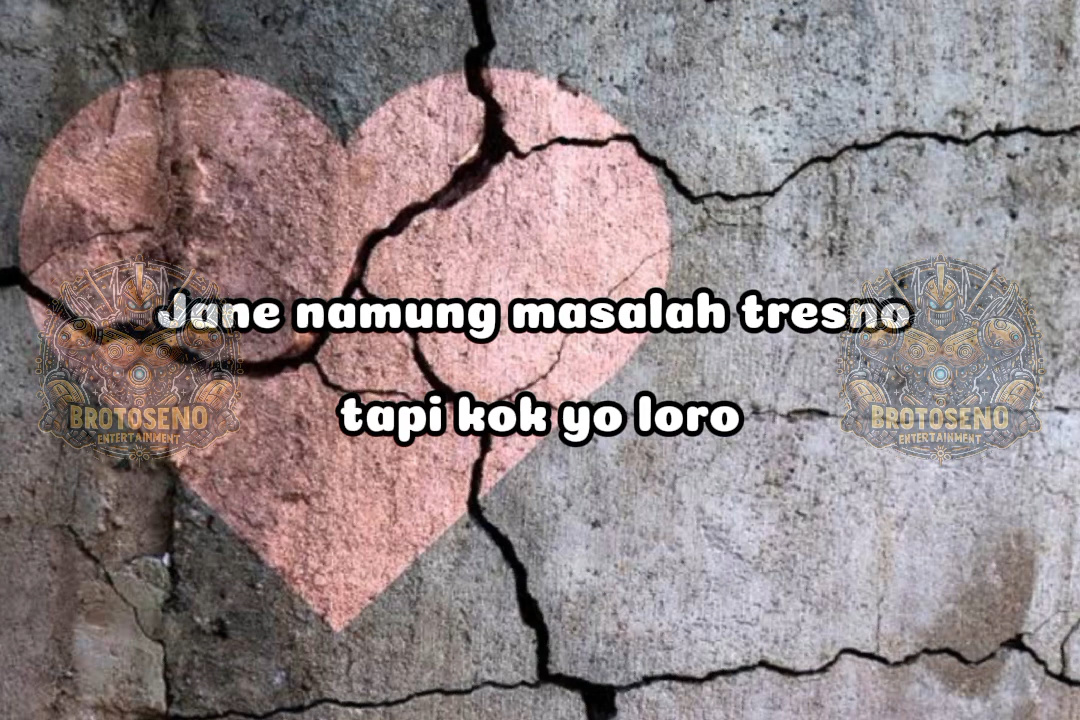 Jane namung masalah tresno
tapi kok yo loro
BROTOSENO
ENTERTAINMENT
BROTOSENO
ENTERTAINMENT